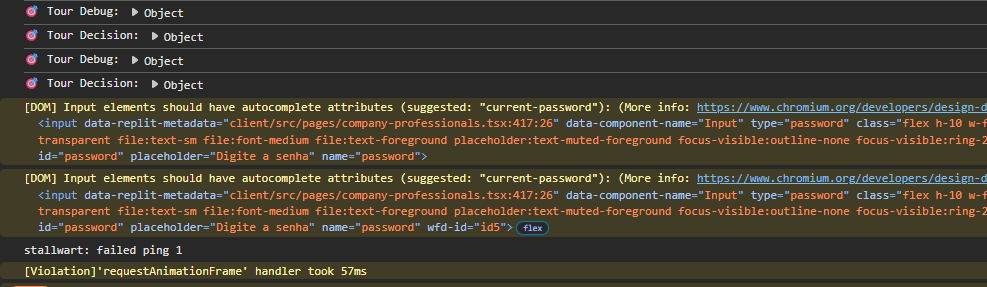 🎯 Tour Debug: ▶ Object
🎯 Tour Decision: ▶ Object
🎯 Tour Debug: ▶ Object
🎯 Tour Decision: ▶ Object
[DOM] Input elements should have autocomplete attributes (suggested: "current-password"): (More info: https://www.chromium.org/developers/design-d
<input data-replit-metadata="client/src/pages/company-professionals.tsx:417:26" data-component-name="Input" type="password" class="flex h-10 w-f
transparent file:text-sm file:font-medium file:text-foreground placeholder:text-muted-foreground focus-visible:outline-none focus-visible:ring-2
id="password" placeholder="Digite a senha" name="password">
[DOM] Input elements should have autocomplete attributes (suggested: "current-password"): (More info: https://www.chromium.org/developers/design-d
<input data-replit-metadata="client/src/pages/company-professionals.tsx:417:26" data-component-name="Input" type="password" class="flex h-10 w-f
transparent file:text-sm file:font-medium file:text-foreground placeholder:text-muted-foreground focus-visible:outline-none focus-visible:ring-2
id="password" placeholder="Digite a senha" name="password" wfd-id="id5"> flex
stallwart: failed ping 1
[Violation]'requestAnimationFrame' handler took 57ms